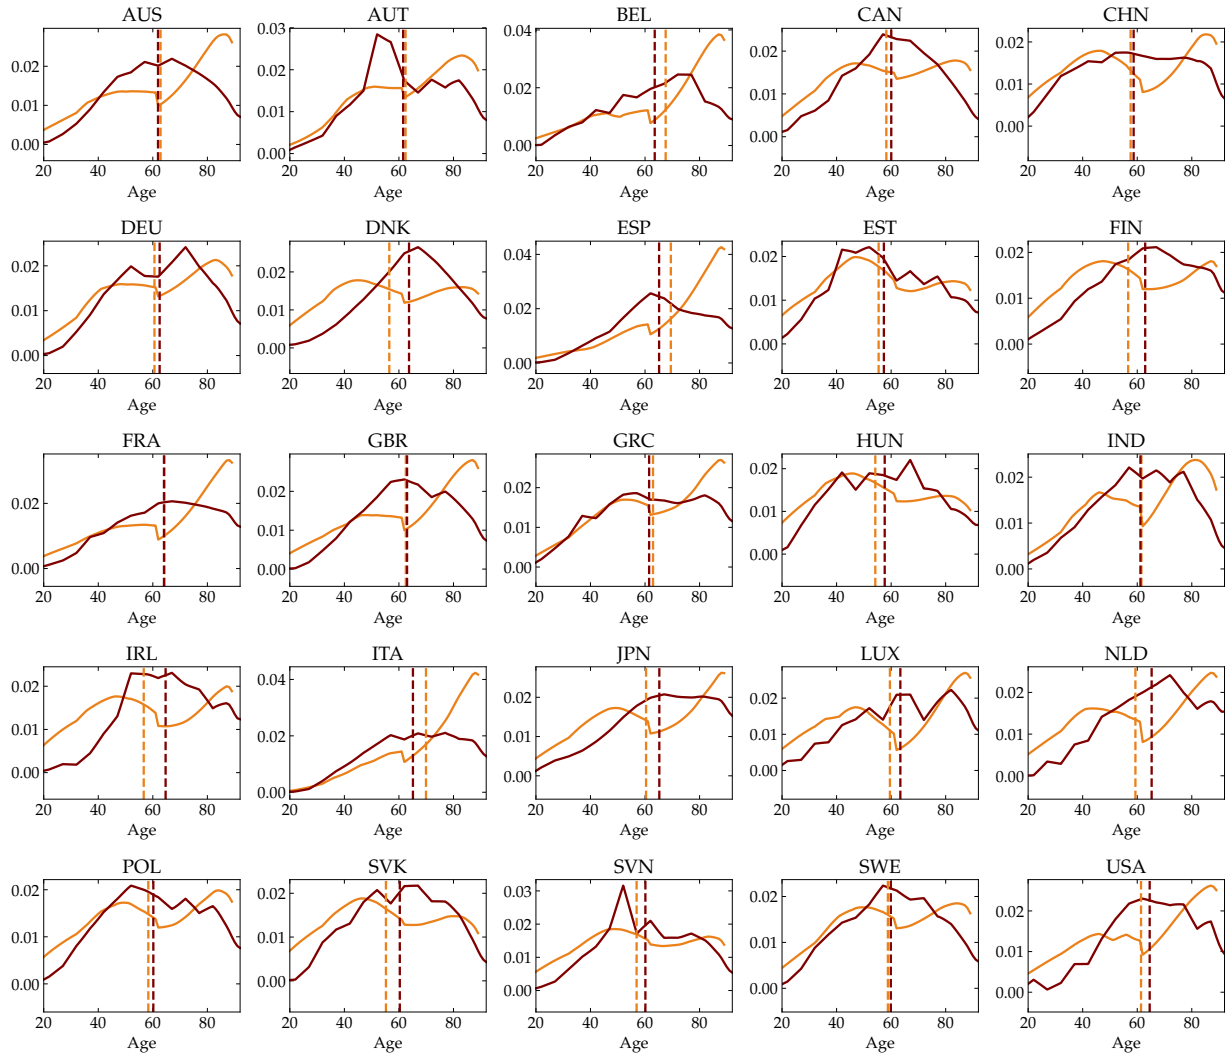 AUS AUT BEL CAN CHN
0.02 0.03 0.04 0.02 0.02
0.01 0.02 0.02 0.01 0.01
0.00 0.01 0.00 0.00 0.00
0.00
20 40 60 80 20 40 60 80 20 40 60 80 20 40 60 80 20 40 60 80
Age Age Age Age Age
DEU DNK ESP EST FIN
0.02 0.02 0.04 0.02 0.02
0.01 0.01 0.02 0.01 0.01
0.00 0.00 0.00 0.00 0.00
20 40 60 80 20 40 60 80 20 40 60 80 20 40 60 80 20 40 60 80
Age Age Age Age Age
FRA GBR GRC HUN IND
0.02 0.02 0.02 0.02 0.02
0.01 0.01 0.01 0.01 0.01
0.00 0.00 0.00 0.00 0.00
20 40 60 80 20 40 60 80 20 40 60 80 20 40 60 80 20 40 60 80
Age Age Age Age Age
IRL ITA JPN LUX NLD
0.02 0.04 0.02 0.02 0.02
0.01 0.02 0.01 0.01 0.01
0.00 0.00 0.00 0.00 0.00
20 40 60 80 20 40 60 80 20 40 60 80 20 40 60 80 20 40 60 80
Age Age Age Age Age
POL SVK SVN SWE USA
0.02 0.02 0.03 0.02 0.02
0.01 0.01 0.02 0.01 0.01
0.00 0.00 0.01 0.00 0.00
0.00
20 40 60 80 20 40 60 80 20 40 60 80 20 40 60 80 20 40 60 80
Age Age Age Age Age